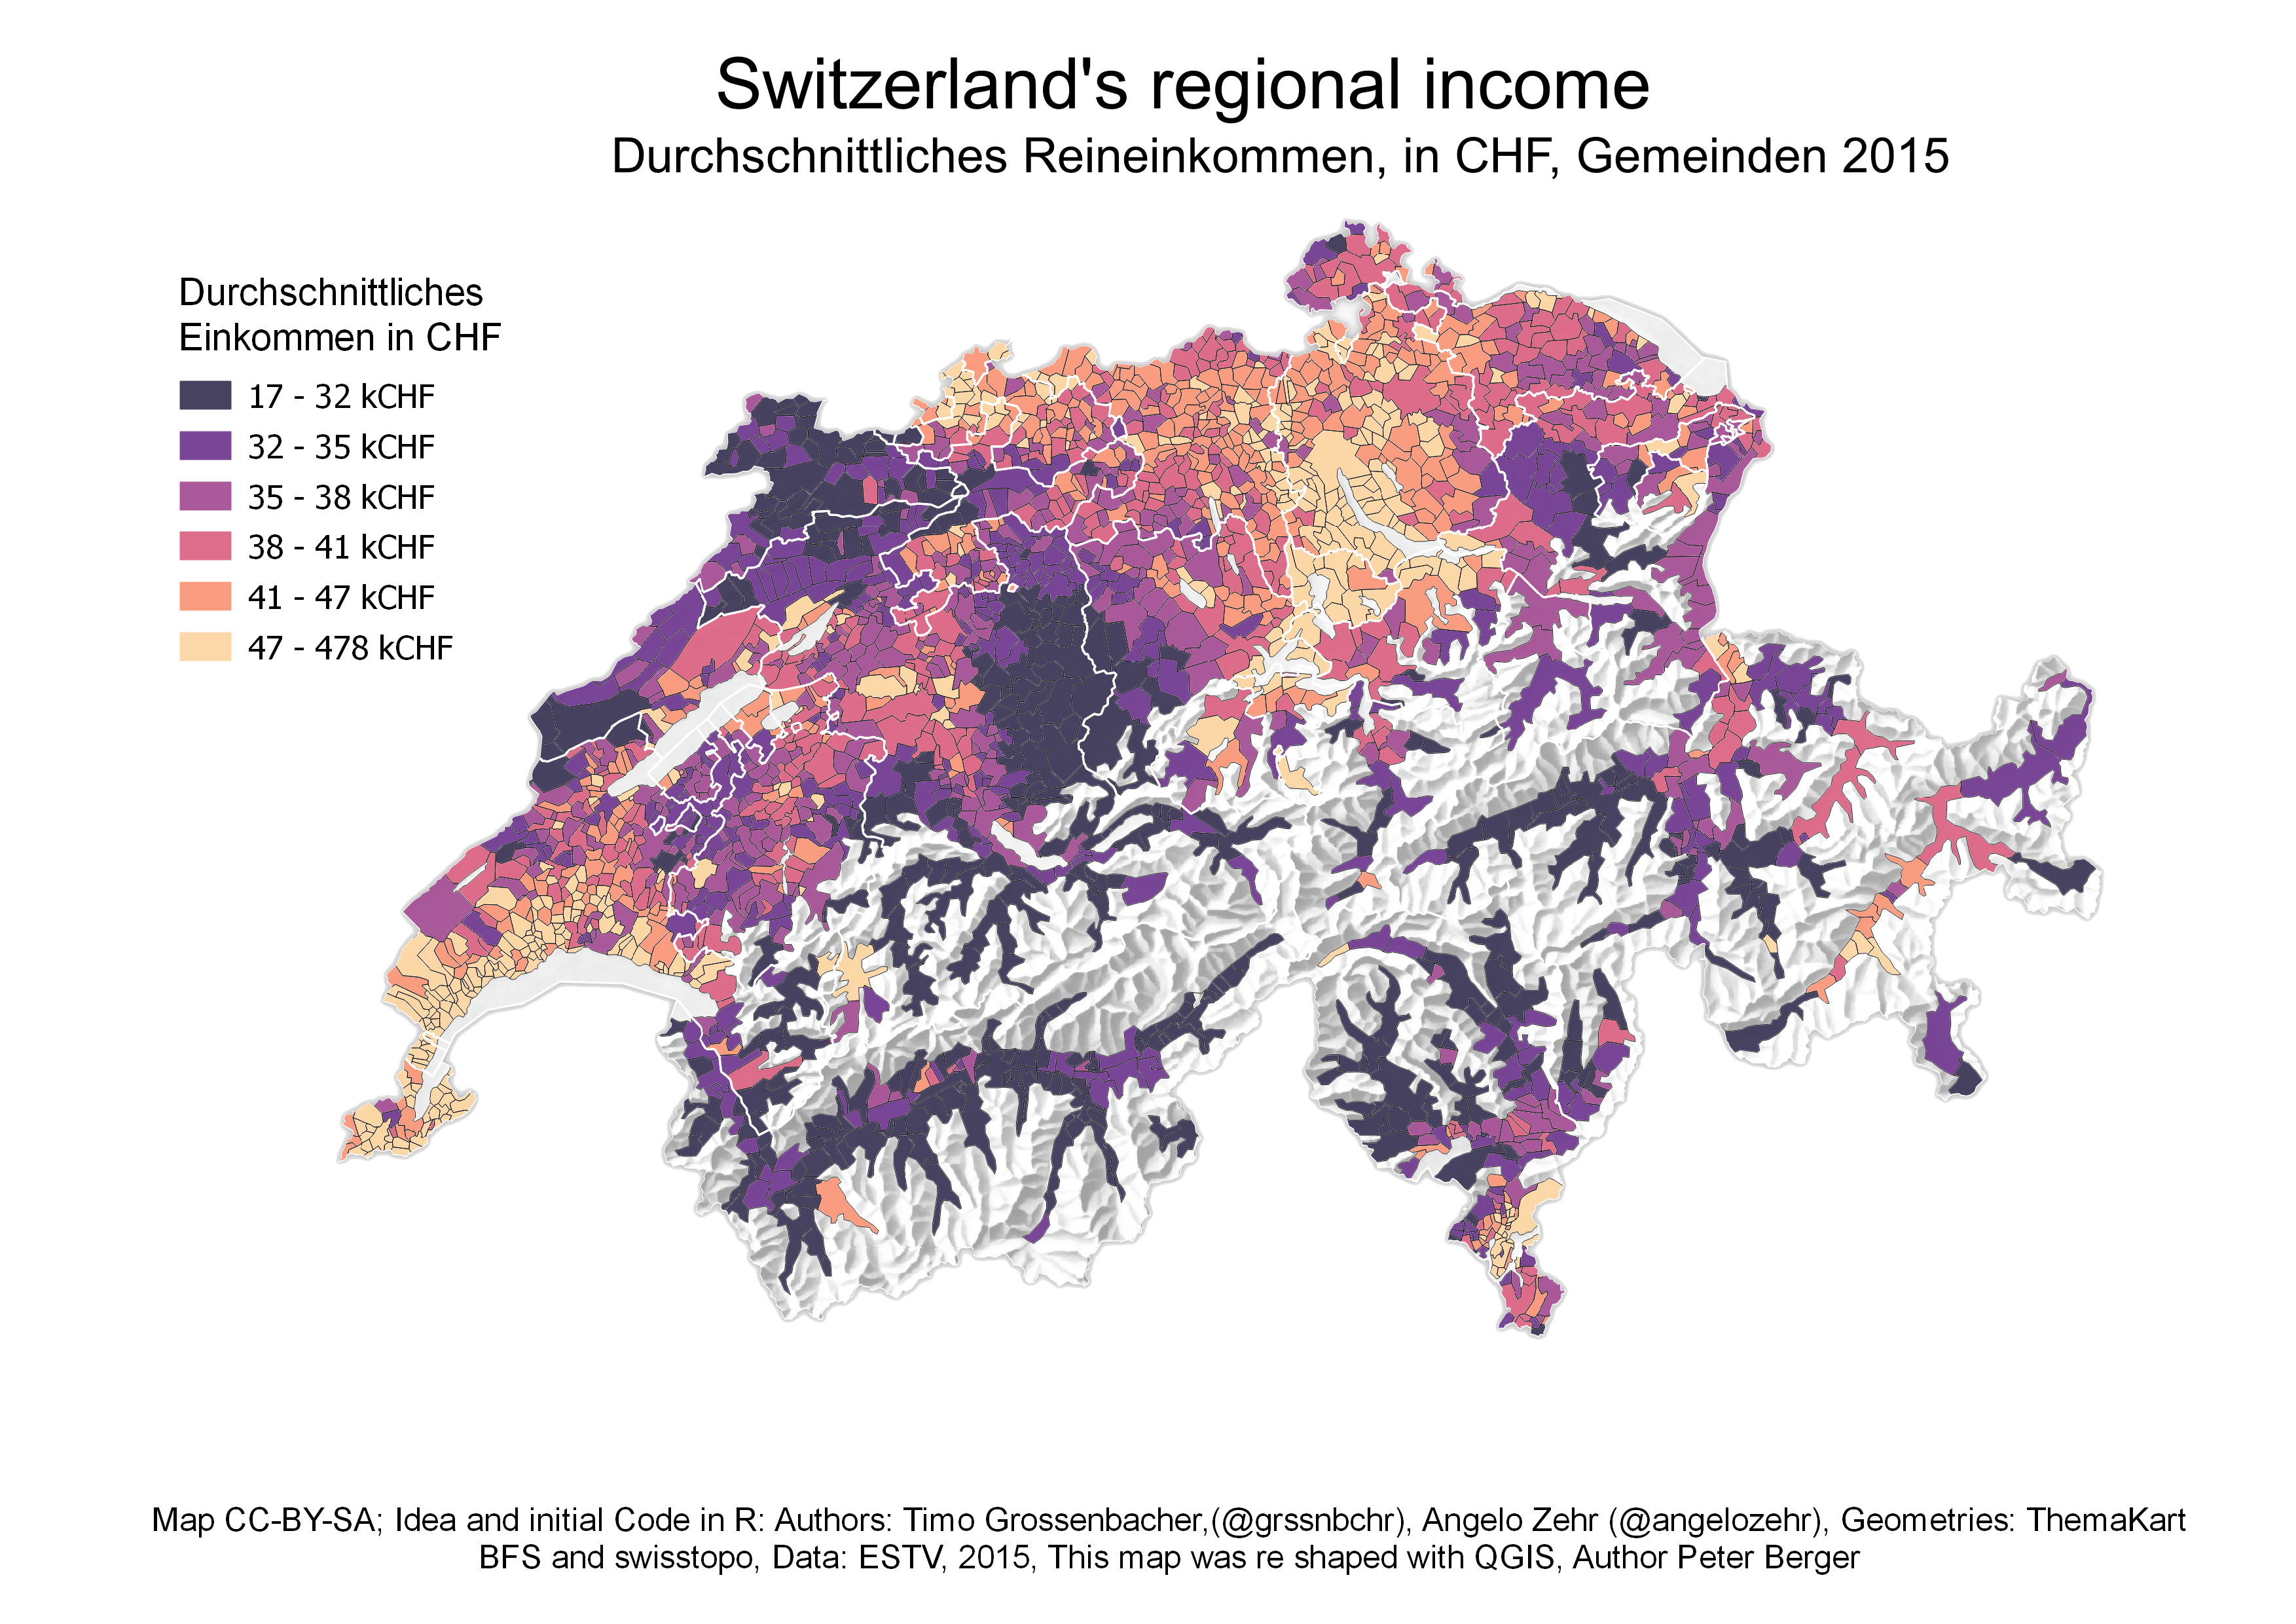 Switzerland's regional income
Durchschnittliches Reineinkommen, in CHF, Gemeinden 2015
Durchschnittliches
Einkommen in CHF
17 - 32 kCHF
32 - 35 kCHF
35 - 38 kCHF
38 - 41 kCHF
41 - 47 kCHF
47 - 478 kCHF
Map CC-BY-SA; Idea and initial Code in R: Authors: Timo Grossenbacher,(@grssnbchr), Angelo Zehr (@angelozehr), Geometries: ThemaKart
BFS and swisstopo, Data: ESTV, 2015, This map was re shaped with QGIS, Author Peter Berger